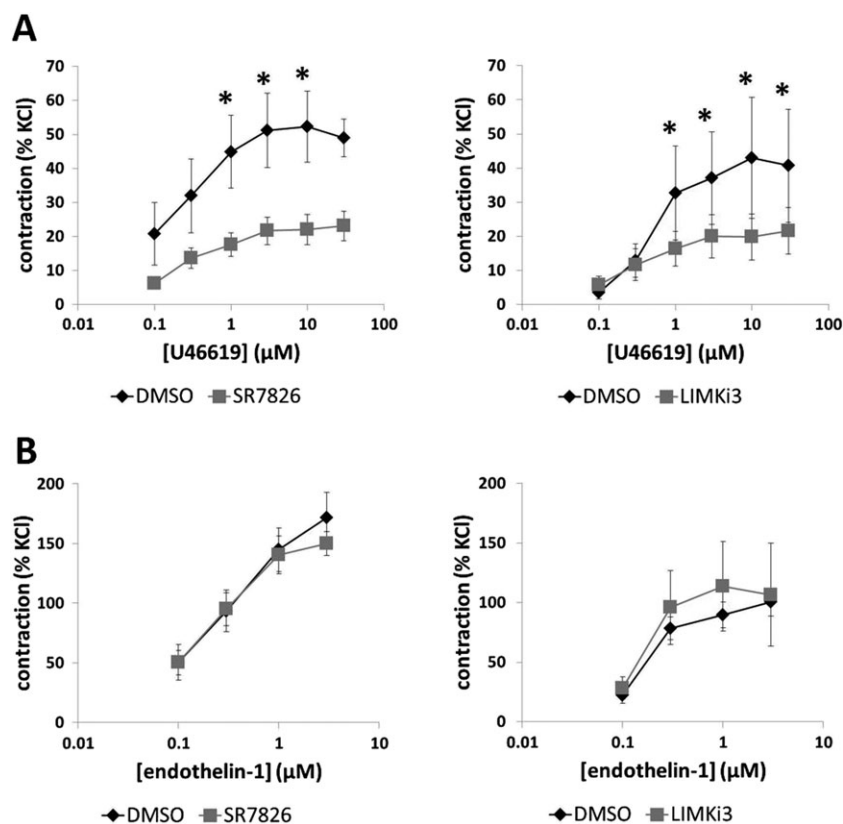 A
contraction (% KCl)
70
60
50
40
30
20
10
0
* * *
0.01 0.1 1 10 100
[U46619] (µM)
DMSO SR7826
contraction (% KCl)
70
60
50
40
30
20
10
0
* * * *
0.01 0.1 1 10 100
[U46619] (µM)
DMSO LIMKi3
B
contraction (% KCl)
200
150
100
50
0
0.01 0.1 1 10
[endothelin-1] (µM)
DMSO SR7826
contraction (% KCl)
200
150
100
50
0
0.01 0.1 1 10
[endothelin-1] (µM)
DMSO LIMKi3